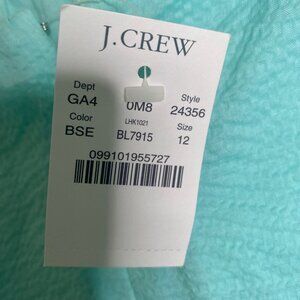 J.CREW
Dept Style
GA4 0M8 24356
Color LHK1021 Size
BSE BL7915 12
099101955727